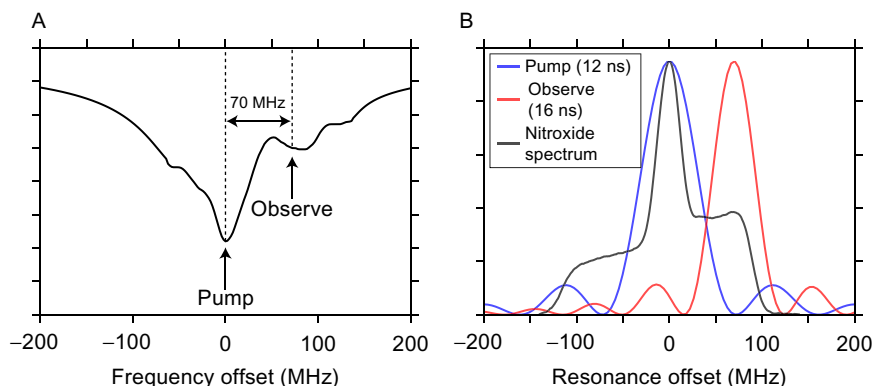 A
70 MHz
Observe
Pump
−200
−100
0
100
200
Frequency offset (MHz)
B
Pump (12 ns)
Observe
(16 ns)
Nitroxide
spectrum
−200
−100
0
100
200
Resonance offset (MHz)